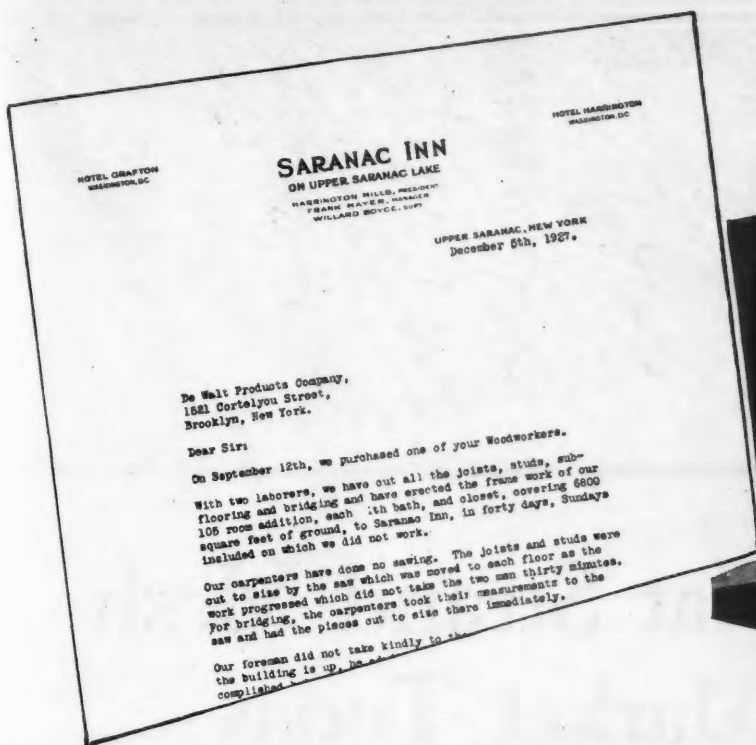 HOTEL GRAFTON
WASHINGTON, DC
SARANAC INN
ON UPPER SARANAC LAKE
HARRINGTON MILLS, PRESIDENT
FRANK MAYER, MANAGER
WILLARD BOYCE, SUPT.
HOTEL HARRINGTON
WASHINGTON, DC
UPPER SARANAC, NEW YORK
December 5th, 1927.
De Walt Products Company,
1521 Cortelyou Street,
Brooklyn, New York.
Dear Sir:
On September 12th, we purchased one of your Woodworkers.
With two laborers, we have cut all the joists, studs, sub-
flooring and bridging and have erected the frame work of our
105 room addition, each ith bath, and closet, covering 6800
square feet of ground, to Saranac Inn, in forty days, Sundays
included on which we did not work.
Our carpenters have done no sawing. The joists and studs were
cut to size by the saw which was moved to each floor as the
work progressed which did not take the two men thirty minutes.
For bridging, the carpenters took their measurements to the
saw and had the pieces cut to size there immediately.
Our foreman did not take kindly to
the building is up, he
complished